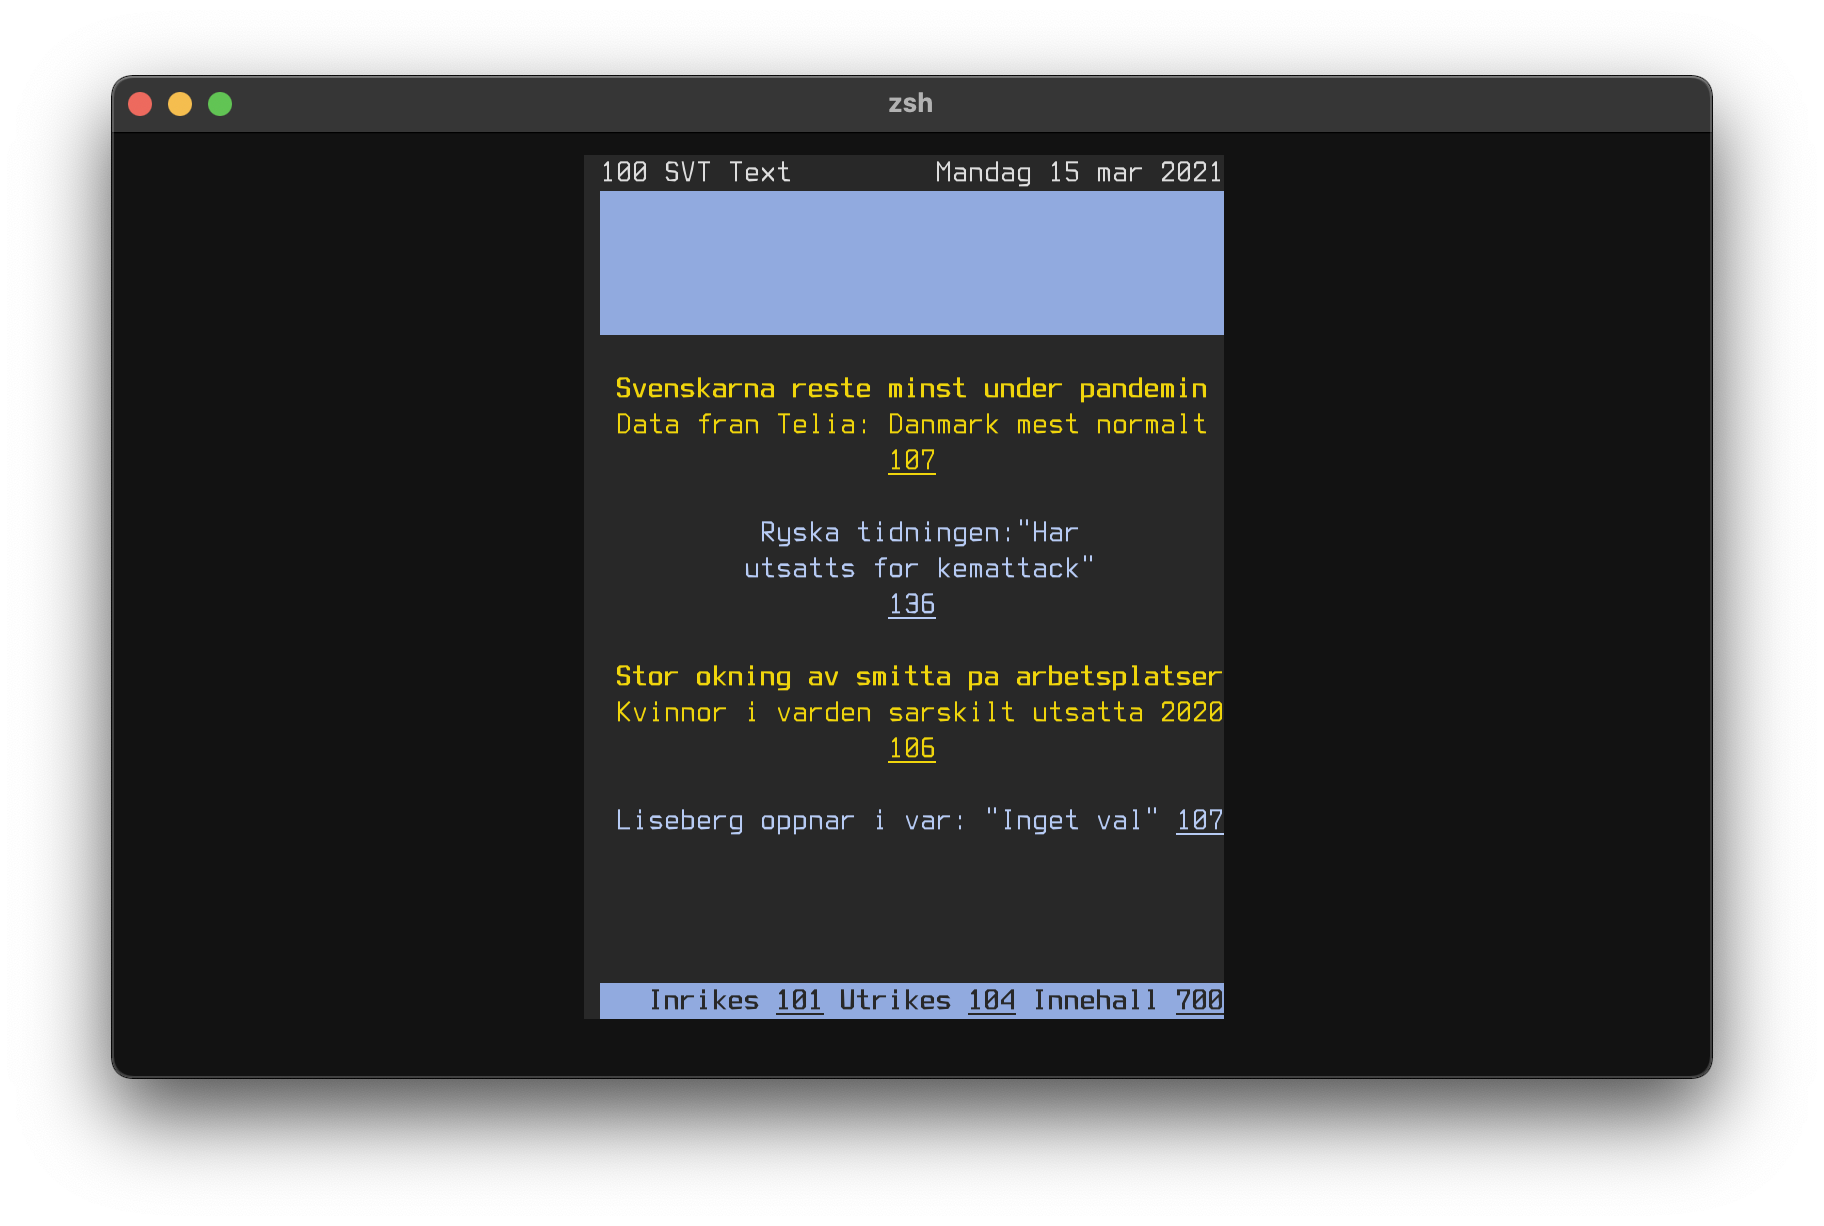 zsh
100 SVT Text Mandag 15 mar 2021
Svenskarna reste minst under pandemin
Data fran Telia: Danmark mest normalt
107
Ryska tidningen:"Har
utsatts for kemattack"
136
Stor okning av smitta pa arbetsplatser
Kvinnor i varden sarskilt utsatta 2020
106
Liseberg oppnar i var: "Inget val" 107
Inrikes 101 Utrikes 104 Innehall 700